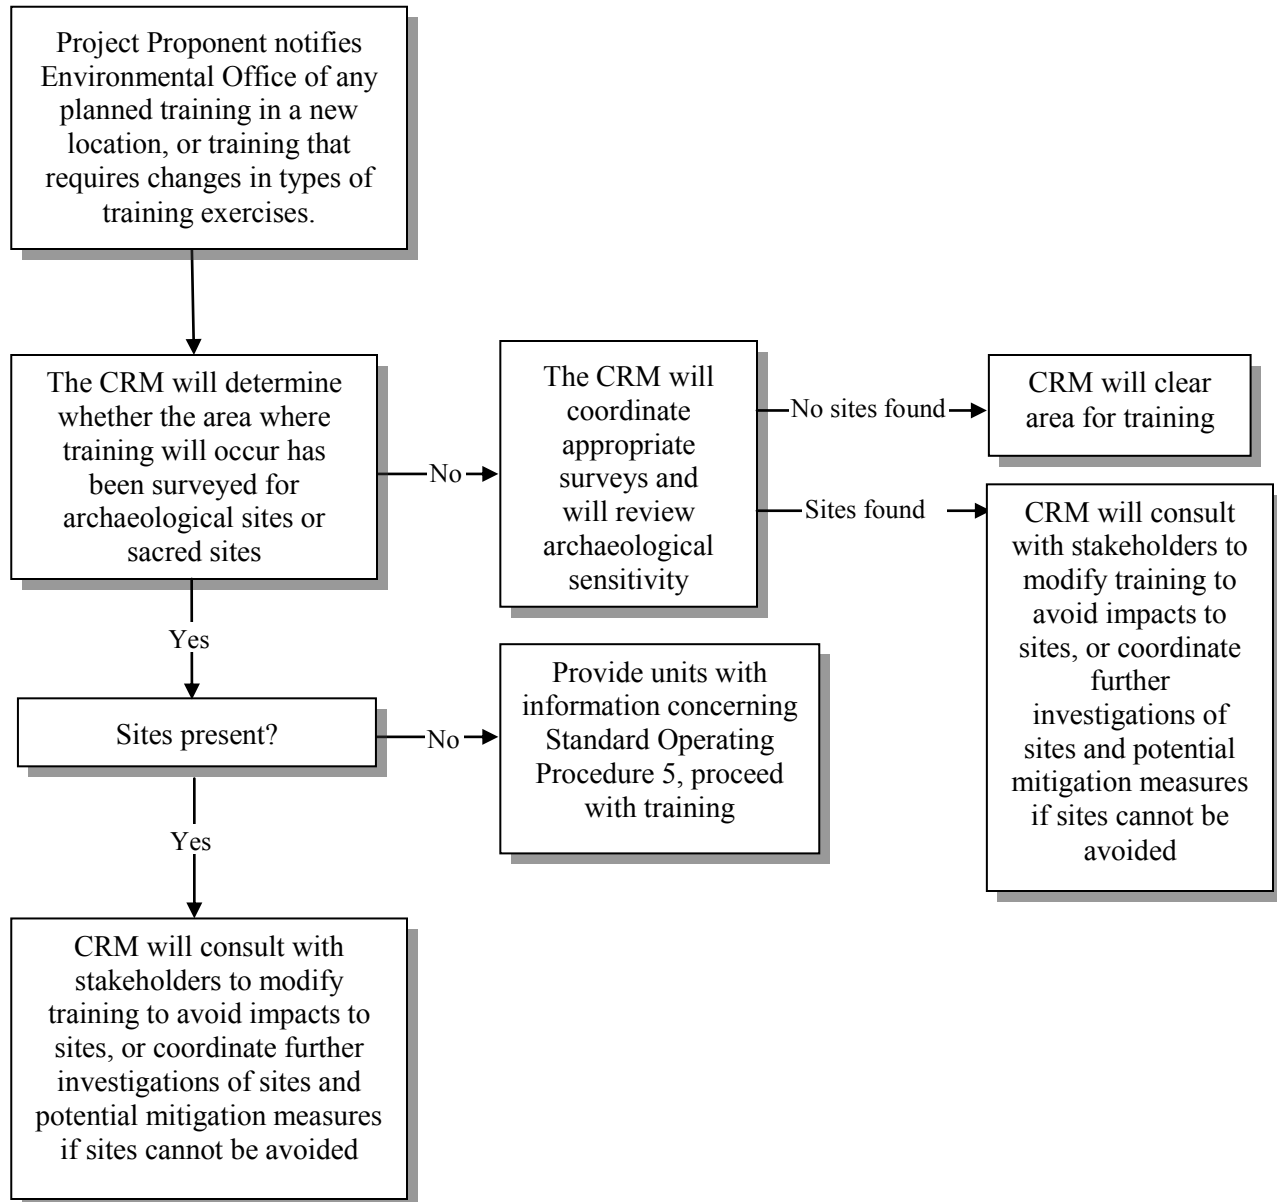 Project Proponent notifies
Environmental Office of any
planned training in a new
location, or training that
requires changes in types of
training exercises.
The CRM will determine
whether the area where
training will occur has
been surveyed for
archaeological sites or
sacred sites
No
The CRM will
coordinate
appropriate
surveys and
will review
archaeological
sensitivity
No sites found
CRM will clear
area for training
Sites found
CRM will consult
with stakeholders to
modify training to
avoid impacts to
sites, or coordinate
further
investigations of
sites and potential
mitigation measures
if sites cannot be
avoided
Yes
Sites present?
No
Provide units with
information concerning
Standard Operating
Procedure 5, proceed
with training
Yes
CRM will consult with
stakeholders to modify
training to avoid impacts to
sites, or coordinate further
investigations of sites and
potential mitigation measures
if sites cannot be avoided